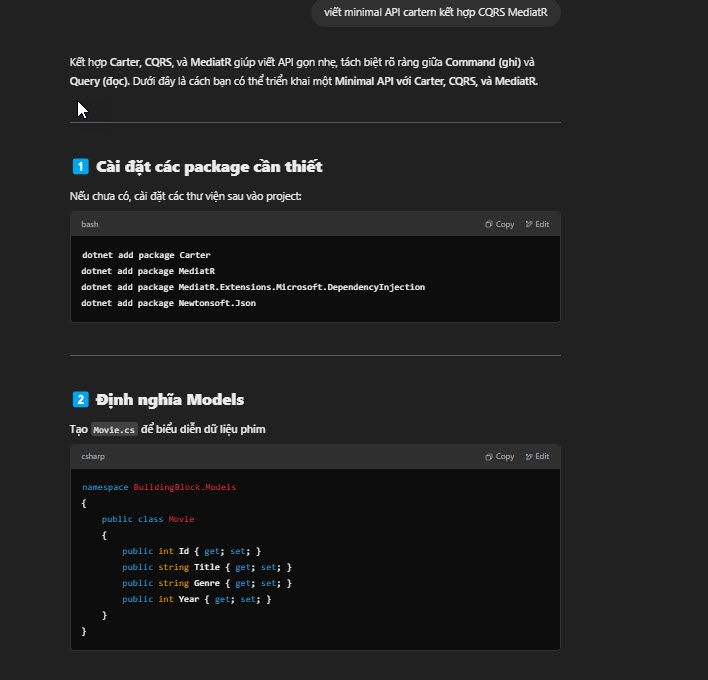 viết minimal API cartern kết hợp CQRS MediatR
Kết hợp Carter, CQRS, và MediatR giúp viết API gọn nhẹ, tách biệt rõ ràng giữa Command (ghi) và
Query (đọc). Dưới đây là cách bạn có thể triển khai một Minimal API với Carter, CQRS, và MediatR.
1 Cài đặt các package cần thiết
Nếu chưa có, cài đặt các thư viện sau vào project:
bash Copy Edit
dotnet add package Carter
dotnet add package MediatR
dotnet add package MediatR.Extensions.Microsoft.DependencyInjection
dotnet add package Newtonsoft.Json
2 Định nghĩa Models
Tạo Movie.cs để biểu diễn dữ liệu phim
csharp Copy Edit
namespace BuildingBlock.Models
{
    public class Movie
    {
        public int Id { get; set; }
        public string Title { get; set; }
        public string Genre { get; set; }
        public int Year { get; set; }
    }
}